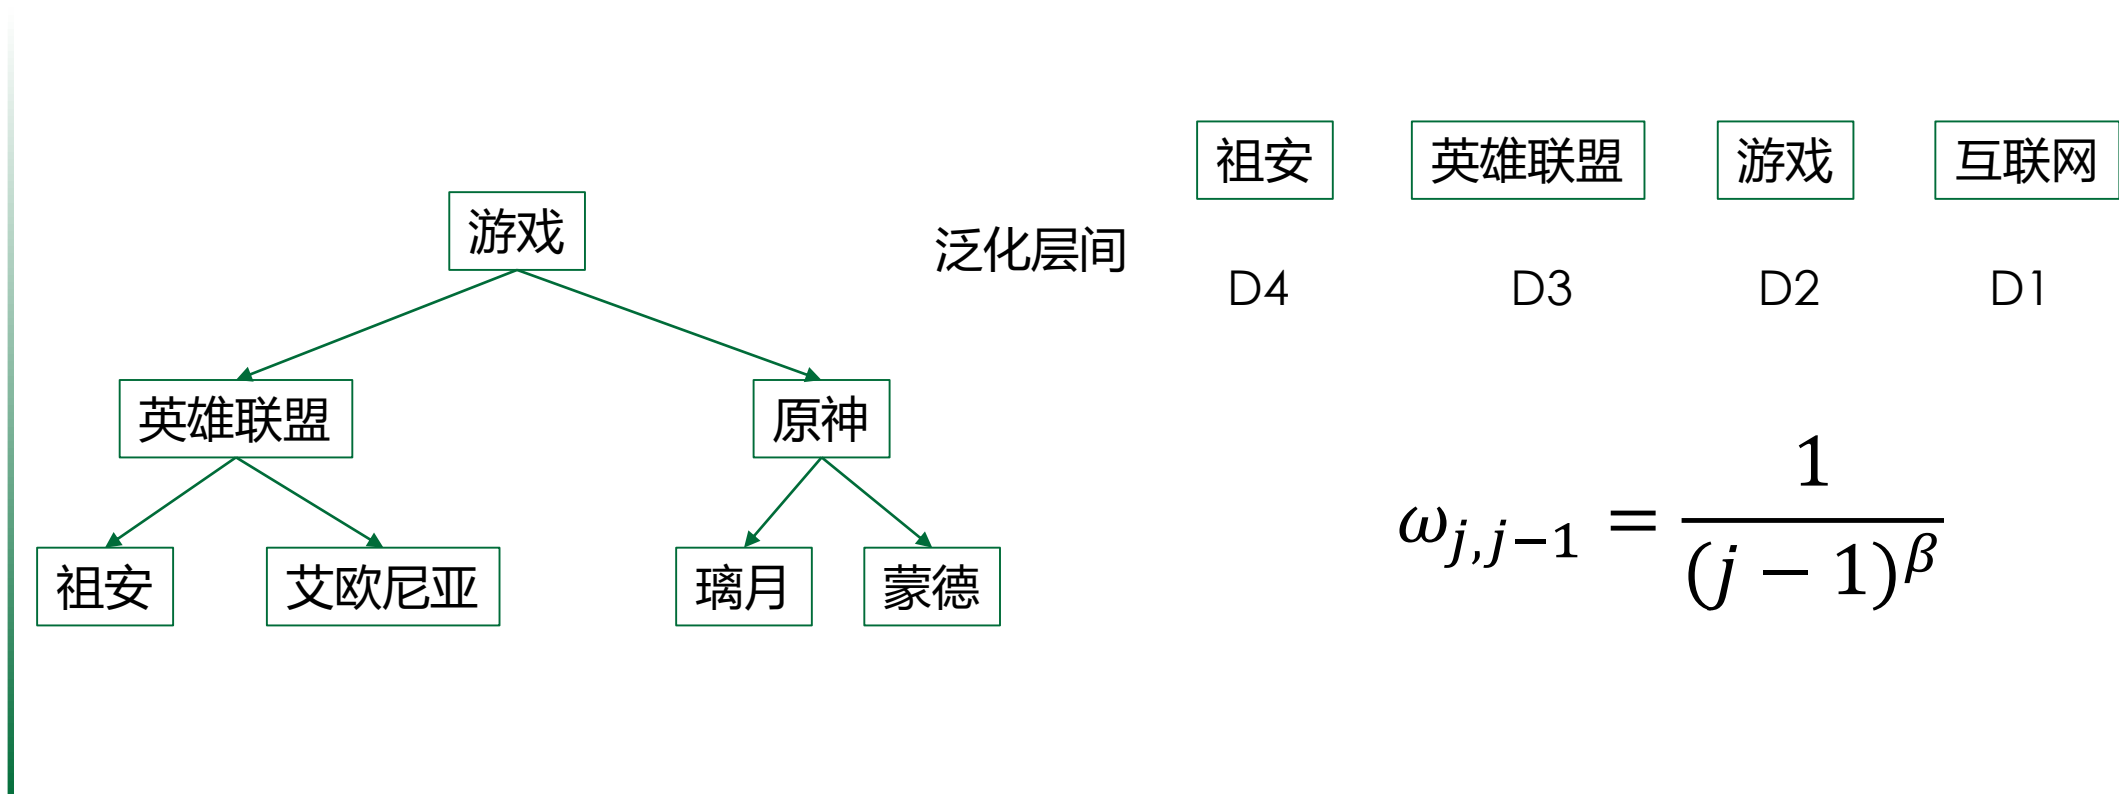 游戏
英雄联盟 原神
祖安 艾欧尼亚 璃月 蒙德
泛化层间
祖安 英雄联盟 游戏 互联网
D4 D3 D2 D1
ω_{j,j−1} = 1/(j − 1)^β